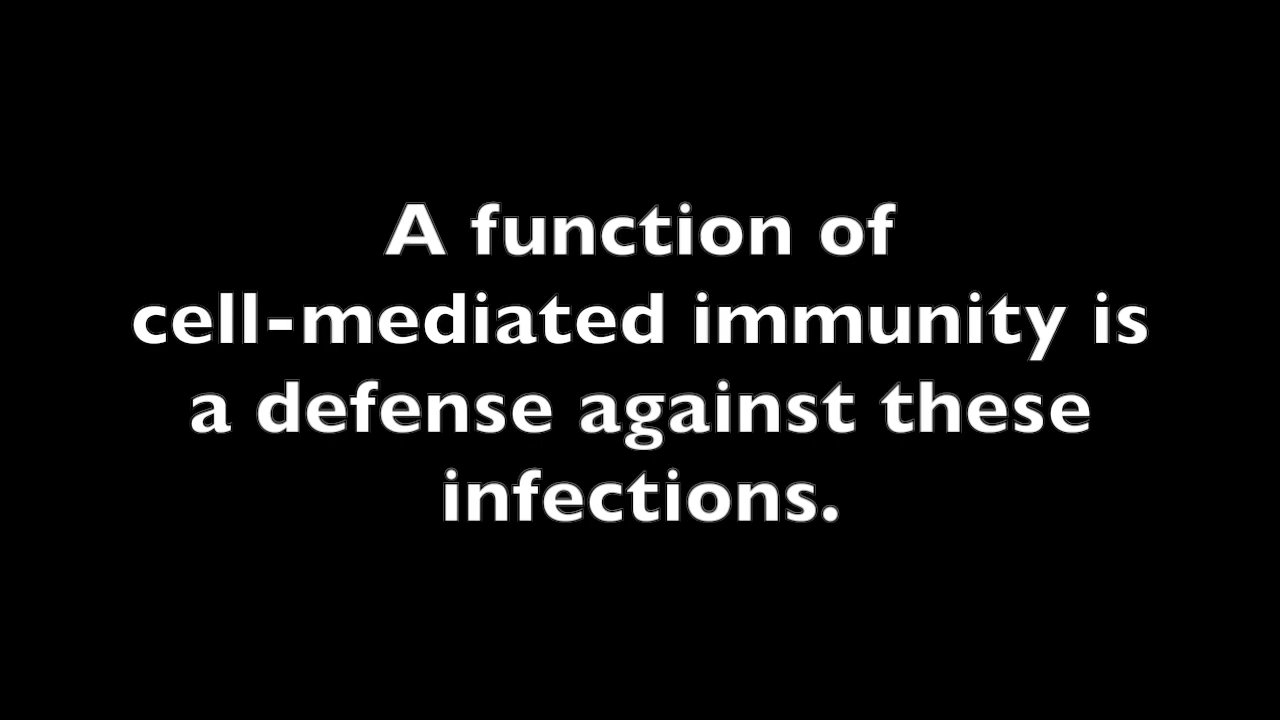 A function of
cell-mediated immunity is
a defense against these
infections.